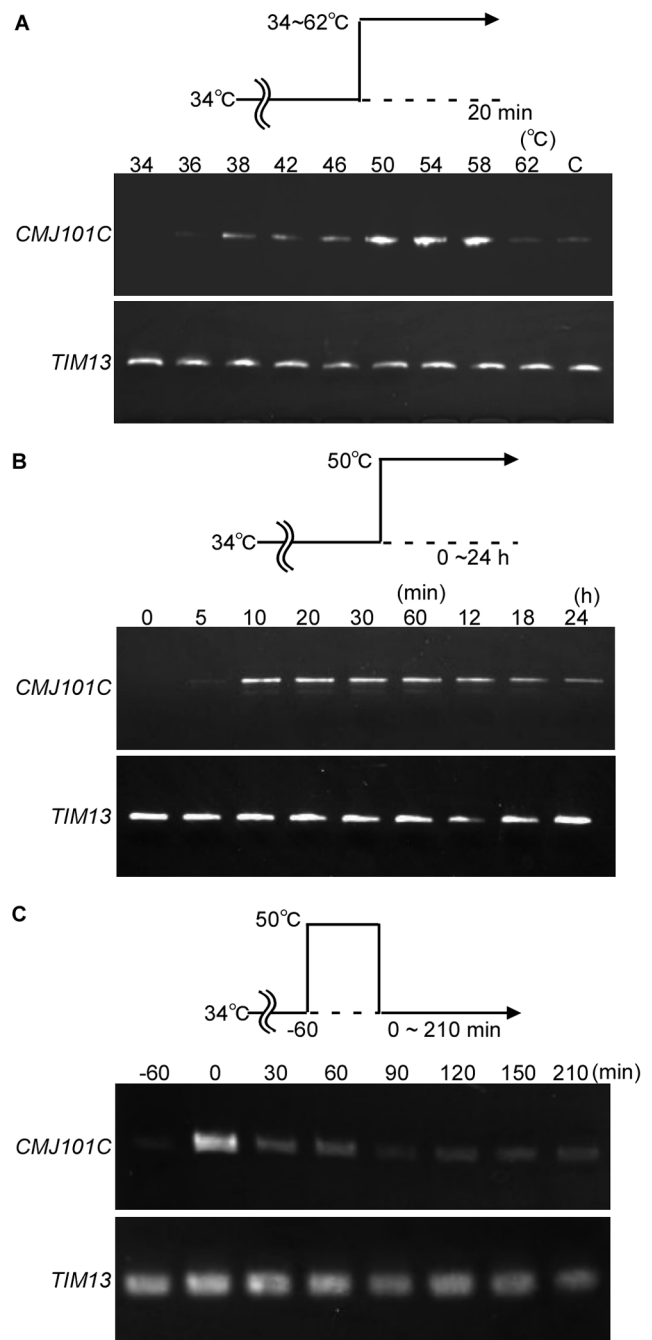 A
34~62°C
34°C
20 min
(°C)
34 36 38 42 46 50 54 58 62 C
CMJ101C
TIM13
B
50°C
34°C
0 ~24 h
(min) (h)
0 5 10 20 30 60 12 18 24
CMJ101C
TIM13
C
50°C
34°C
-60 0 ~ 210 min
-60 0 30 60 90 120 150 210 (min)
CMJ101C
TIM13